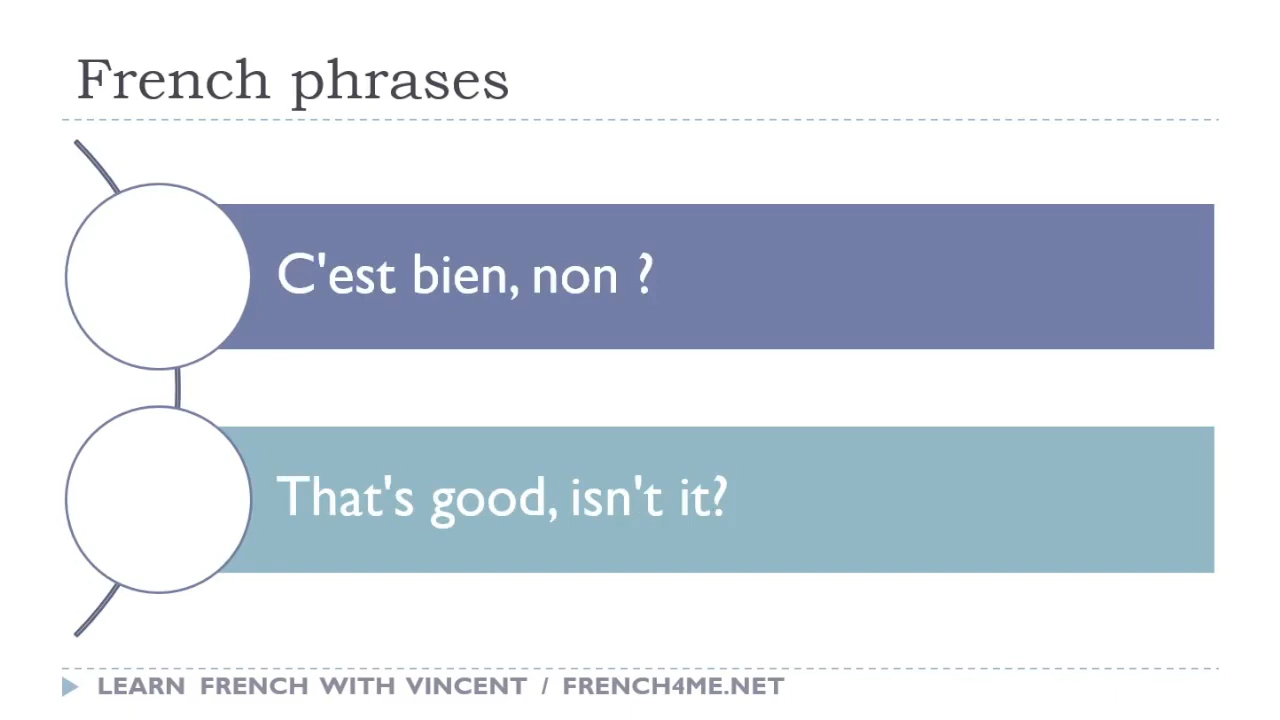 French phrases
C'est bien, non ?
That's good, isn't it?
LEARN FRENCH WITH VINCENT / FRENCH4ME.NET